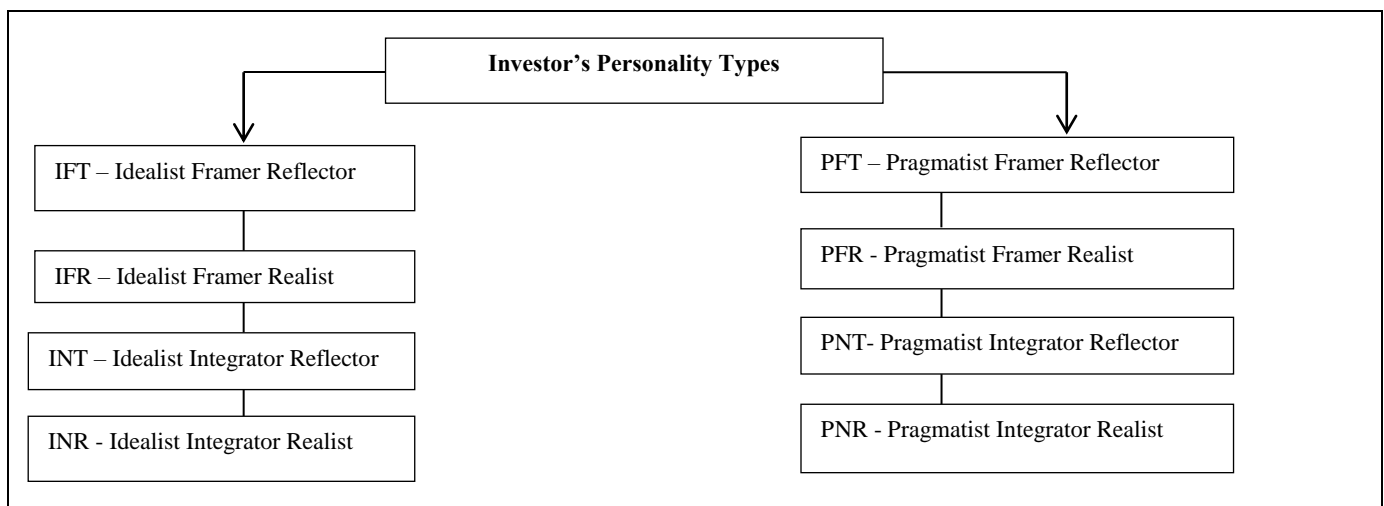 Investor’s Personality Types
IFT – Idealist Framer Reflector
IFR – Idealist Framer Realist
INT – Idealist Integrator Reflector
INR - Idealist Integrator Realist
PFT – Pragmatist Framer Reflector
PFR - Pragmatist Framer Realist
PNT- Pragmatist Integrator Reflector
PNR - Pragmatist Integrator Realist